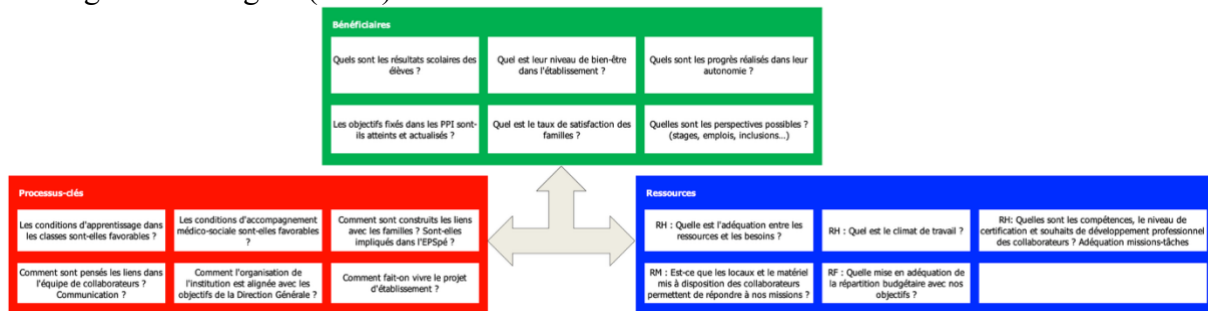 Bénéficiaires
Quels sont les résultats scolaires des
élèves ?
Quel est leur niveau de bien-être
dans l'établissement ?
Quels sont les progrès réalisés dans leur
autonomie ?
Les objectifs fixés dans les PPI sont-
ils atteints et actualisés ?
Quel est le taux de satisfaction des
familles ?
Quelles sont les perspectives possibles ?
(stages, emplois, inclusions...)
Processus-clés
Les conditions d'apprentissage dans
les classes sont-elles favorables ?
Les conditions d'accompagnement
médico-sociale sont-elles favorables
?
Comment sont construits les liens
avec les familles ? Sont-elles
impliqués dans l'EPSpé ?
Comment sont pensés les liens dans
l'équipe de collaborateurs ?
Communication ?
Comment l'organisation de
l'institution est alignée avec les
objectifs de la Direction Générale ?
Comment fait-on vivre le projet
d'établissement ?
Ressources
RH : Quelle est l'adéquation entre les
ressources et les besoins ?
RH : Quel est le climat de travail ?
RH: Quelles sont les compétences, le niveau de
certification et souhaits de développement professionnel
des collaborateurs ? Adéquation missions-tâches
RM : Est-ce que les locaux et le matériel
mis à disposition des collaborateurs
permettent de répondre à nos missions ?
RF : Quelle mise en adéquation de
la répartition budgétaire avec nos
objectifs ?